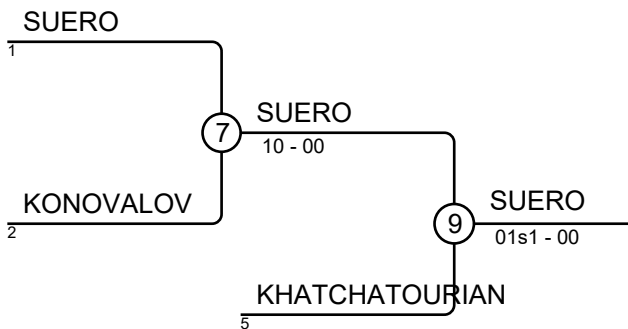 SUERO
1
7
SUERO
10 - 00
KONOVALOV
2
9
SUERO
01s1 - 00
KHATCHATOURIAN
5